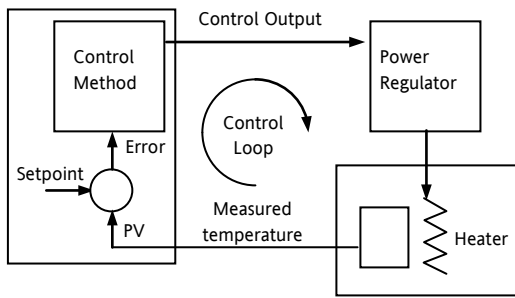 Control Output
Control
Method
Power
Regulator
Control
Loop
Error
Setpoint
PV
Measured
temperature
Heater